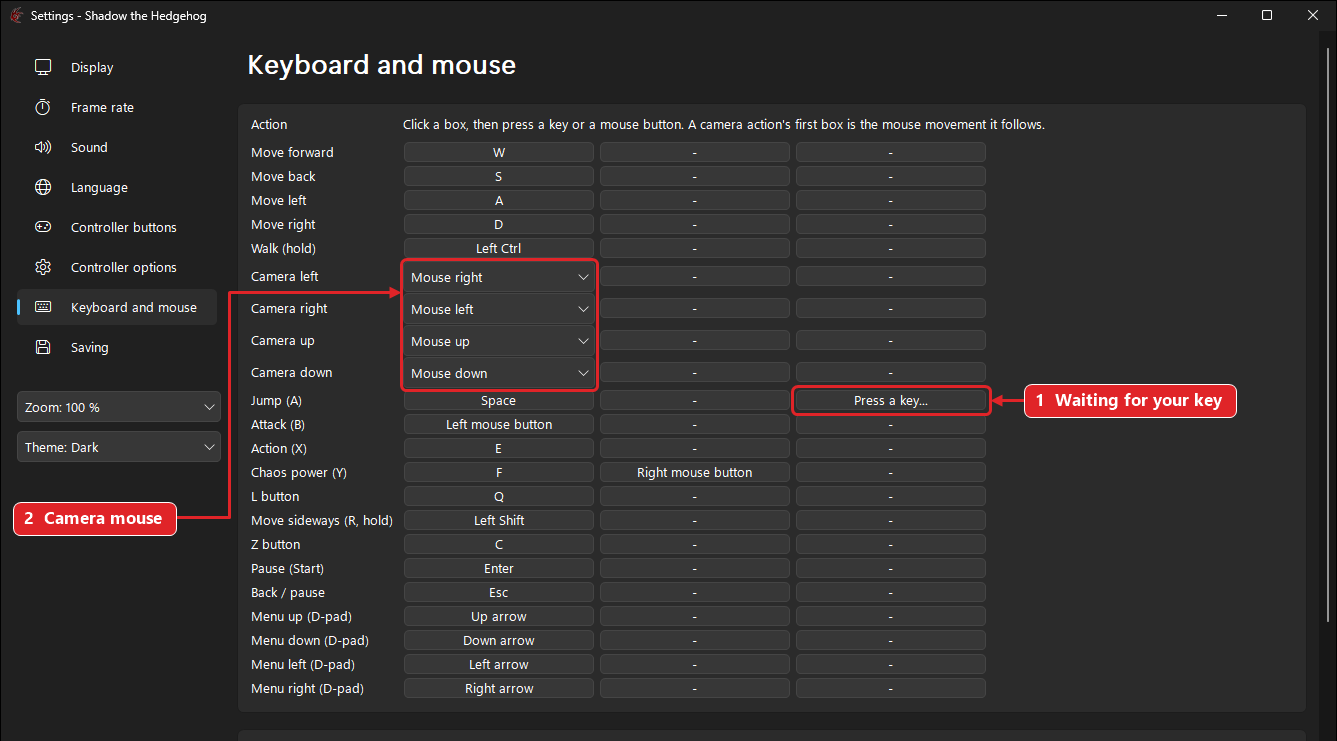 Settings - Shadow the Hedgehog
Display
Frame rate
Sound
Language
Controller buttons
Controller options
Keyboard and mouse
Saving
Zoom: 100 %
Theme: Dark
2 Camera mouse
Keyboard and mouse
Action Click a box, then press a key or a mouse button. A camera action's first box is the mouse movement it follows.
Move forward W - -
Move back S - -
Move left A - -
Move right D - -
Walk (hold) Left Ctrl - -
Camera left Mouse right - -
Camera right Mouse left - -
Camera up Mouse up - -
Camera down Mouse down - -
Jump (A) Space - Press a key...
1 Waiting for your key
Attack (B) Left mouse button - -
Action (X) E - -
Chaos power (Y) F Right mouse button -
L button Q - -
Move sideways (R, hold) Left Shift - -
Z button C - -
Pause (Start) Enter - -
Back / pause Esc - -
Menu up (D-pad) Up arrow - -
Menu down (D-pad) Down arrow - -
Menu left (D-pad) Left arrow - -
Menu right (D-pad) Right arrow - -